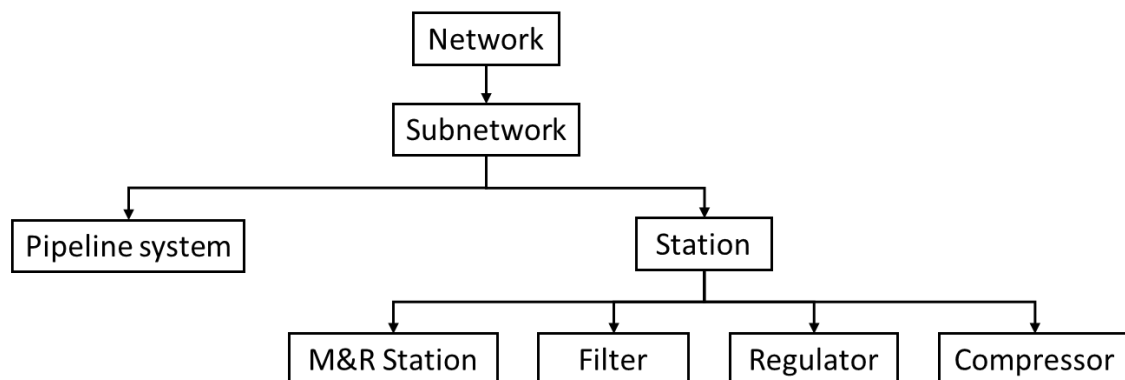 Network
Subnetwork
Pipeline system
Station
M&R Station
Filter
Regulator
Compressor